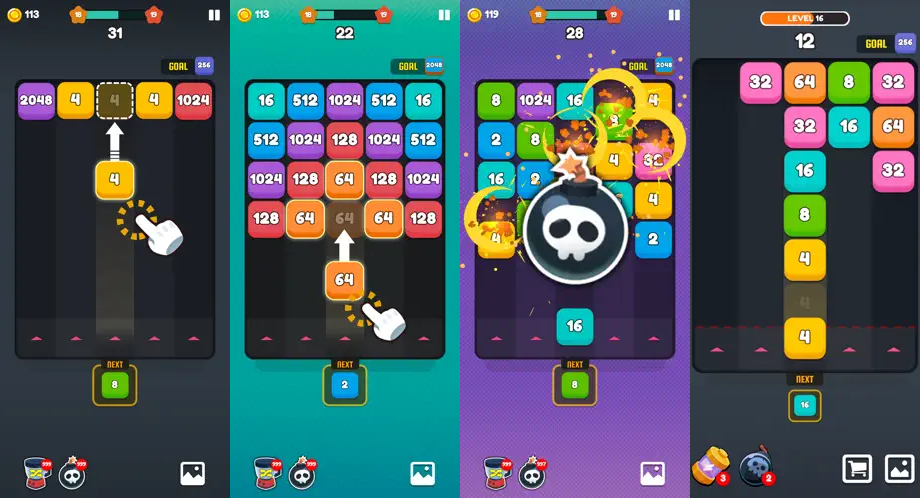 113 18 19
31
GOAL 256
2048 4 4 4 1024
4
NEXT
8
999 999
113 18 19
22
GOAL 2048
16 512 1024 512 16
512 1024 128 1024 512
1024 128 64 128 1024
128 64 64 64 128
64
NEXT
2
999 999
119 18 19
28
GOAL 2048
8 1024 16 4
2 8
16 2 4 32
4
4 2
16
NEXT
8
999 997
LEVEL 16
12
GOAL 256
32 64 8 32
32 16 64
16 32
8
4
4
4
NEXT
16
3 2